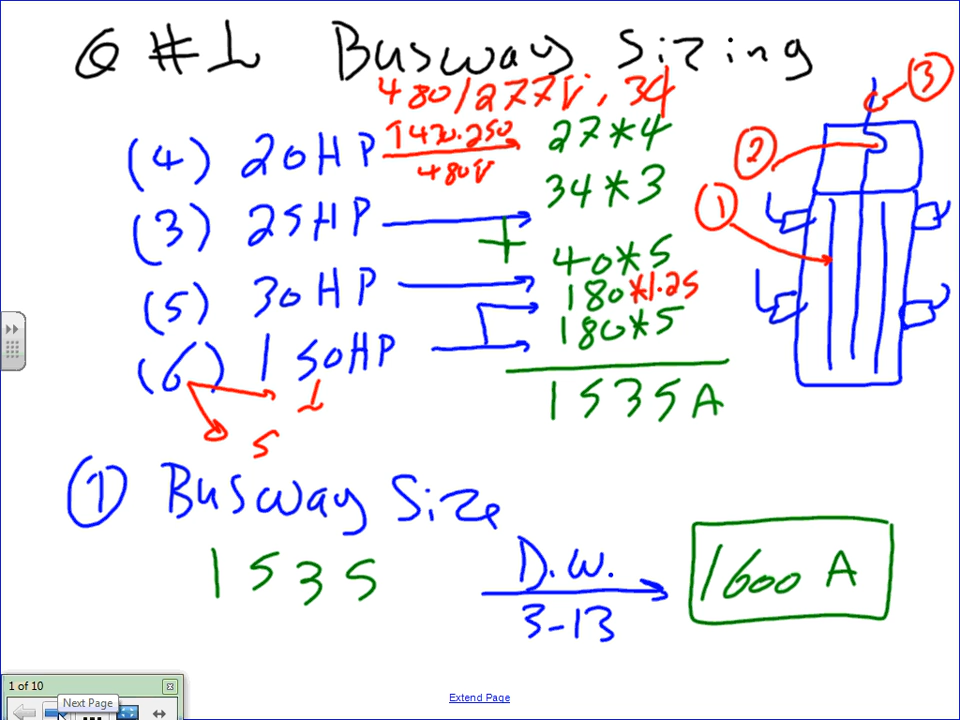 Q #1 Busway Sizing
480/277V, 3ϕ
(4) 20HP T430.250 27*4
480V
(3) 25HP 34*3
+
(5) 30HP 40*5
180*1.25
(6) 150HP 180*5
1535A
1
5
① ② ③
① Busway Size
1535 D.W. 1600 A
3-13
1 of 10
Next Page
Extend Page